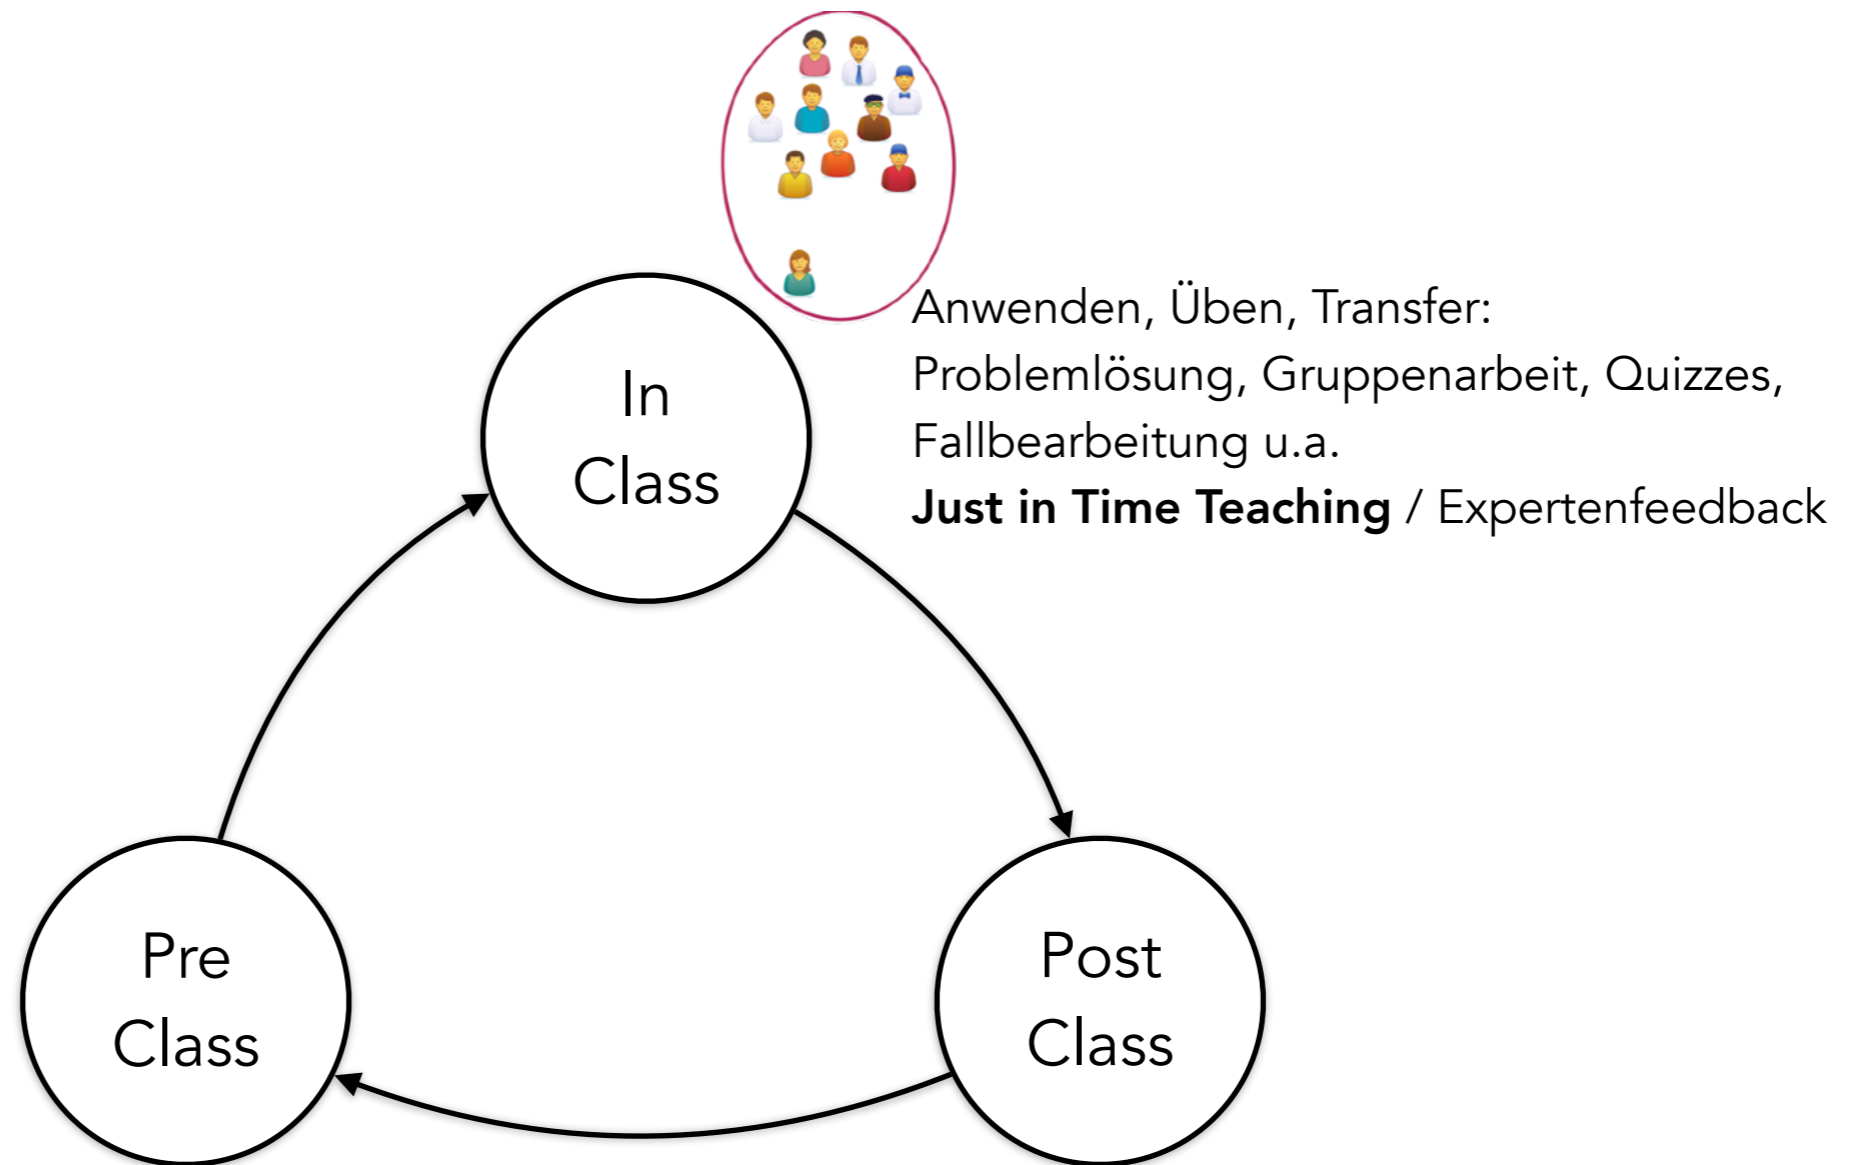 In
Class
Anwenden, Üben, Transfer:
Problemlösung, Gruppenarbeit, Quizzes,
Fallbearbeitung u.a.
Just in Time Teaching / Expertenfeedback
Pre
Class
Post
Class